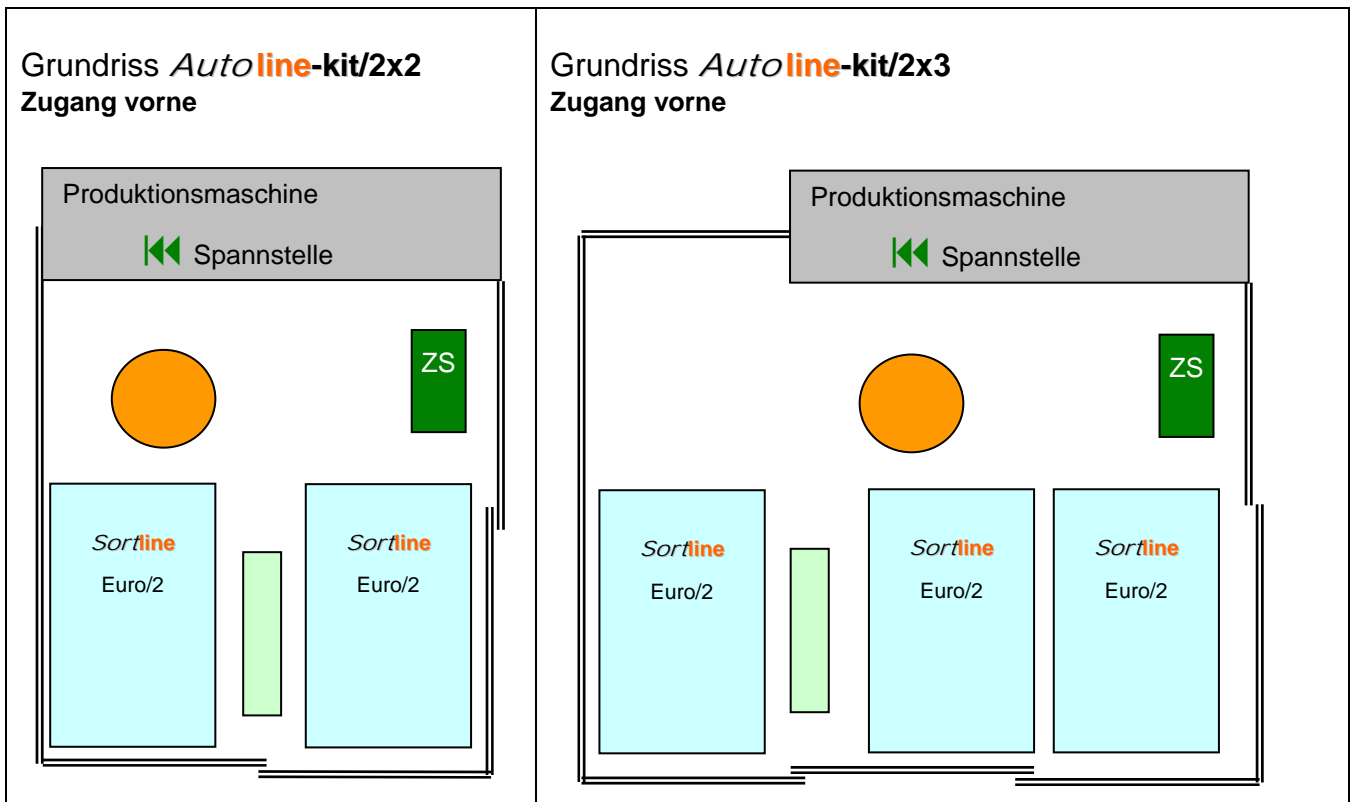 Grundriss Autoline-kit/2x2
Zugang vorne
Produktionsmaschine
Spannstelle
ZS
Sortline
Euro/2
Sortline
Euro/2
Grundriss Autoline-kit/2x3
Zugang vorne
Produktionsmaschine
Spannstelle
ZS
Sortline
Euro/2
Sortline
Euro/2
Sortline
Euro/2